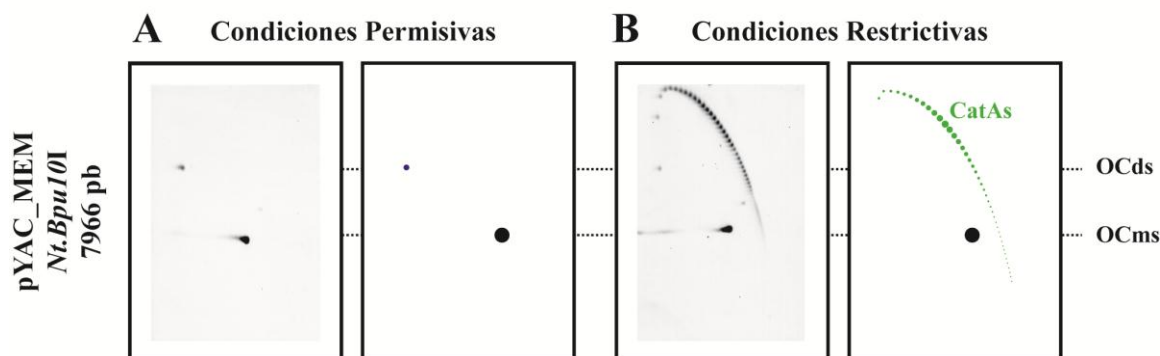 A Condiciones Permisivas
B Condiciones Restrictivas
pYAC_MEM
Nt.Bpu10I
7966 pb
CatAs
OCds
OCms